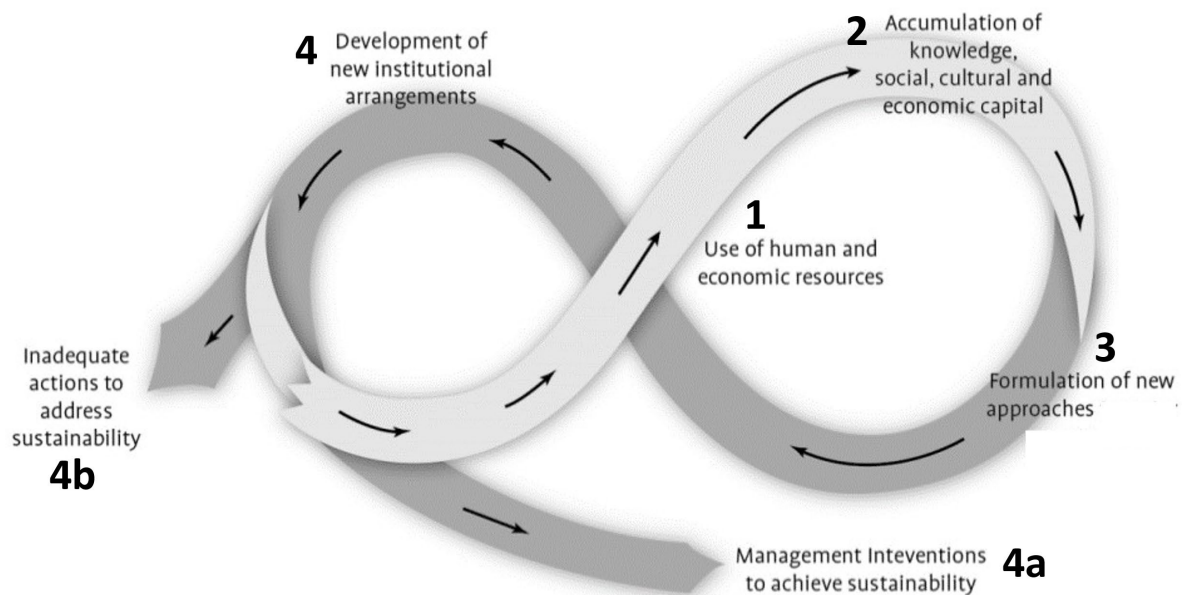 4
Development of
new institutional
arrangements
2
Accumulation of
knowledge,
social, cultural and
economic capital
1
Use of human and
economic resources
3
Formulation of new
approaches
Inadequate
actions to
address
sustainability
4b
Management Inteventions
to achieve sustainability
4a